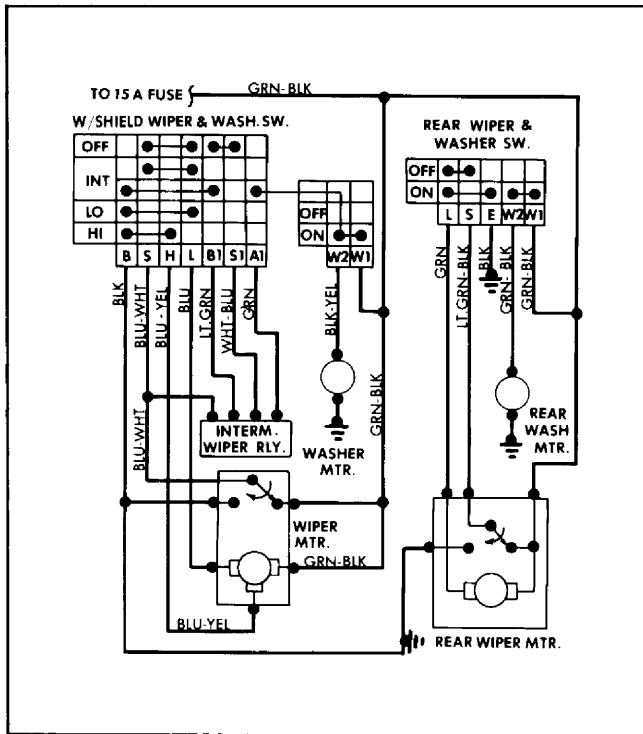 TO 15 A FUSE
GRN-BLK
W/SHIELD WIPER & WASH. SW.
OFF
INT
LO
HI
B S H L B1 S1 A1
OFF
ON
W2 W1
REAR WIPER &
WASHER SW.
OFF
ON
L S E W2 W1
BLK
BLU-WHT
BLU-YEL
BLU
LT.GRN
WHT-BLU
GRN
BLK-YEL
GRN-BLK
GRN
LT.GRN-BLK
BLK
GRN-BLK
GRN-BLK
BLU-WHT
INTERM.
WIPER RLY.
WASHER
MTR.
REAR
WASH
MTR.
WIPER
MTR.
GRN-BLK
BLU-YEL
REAR WIPER MTR.